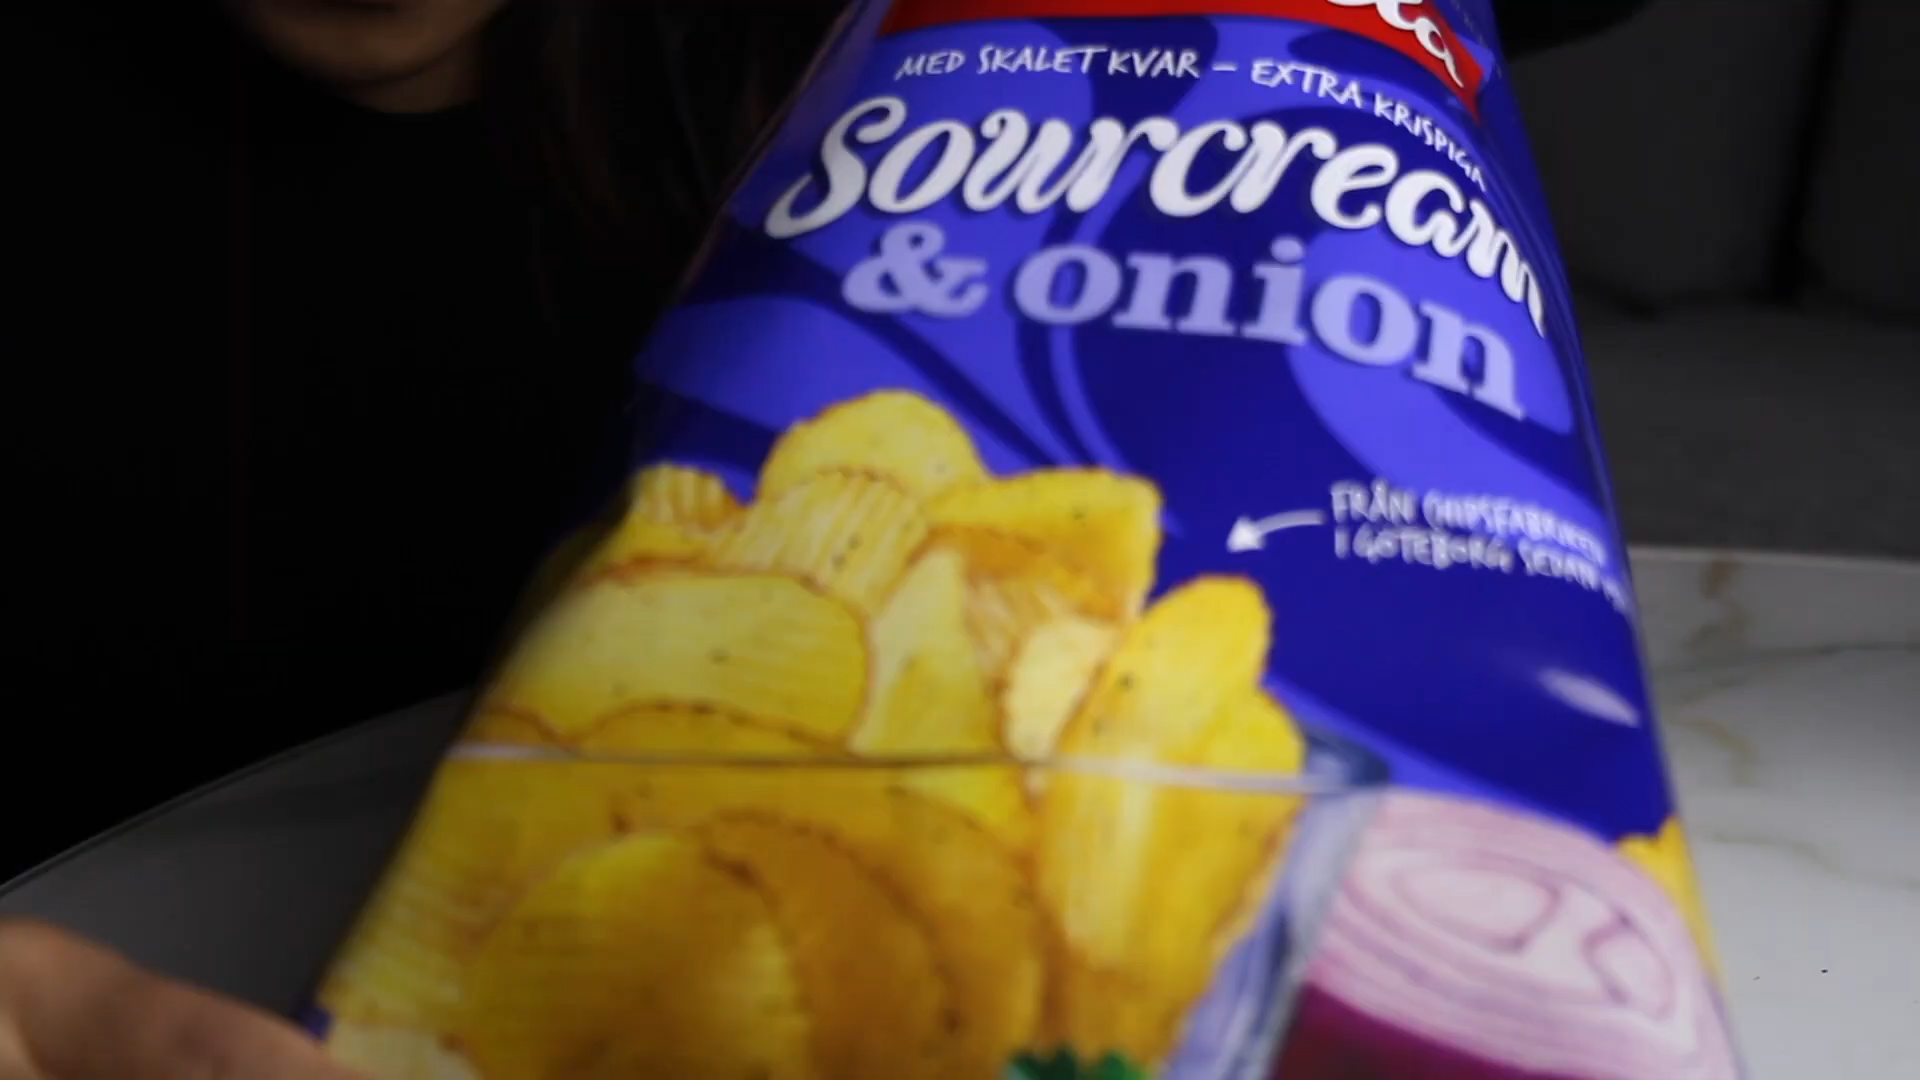 MED SKALET KVAR – EXTRA KRISPIGA
Sourcream
& onion
FRÅN CHIPSFABRIKEN
I GÖTEBORG SEDAN